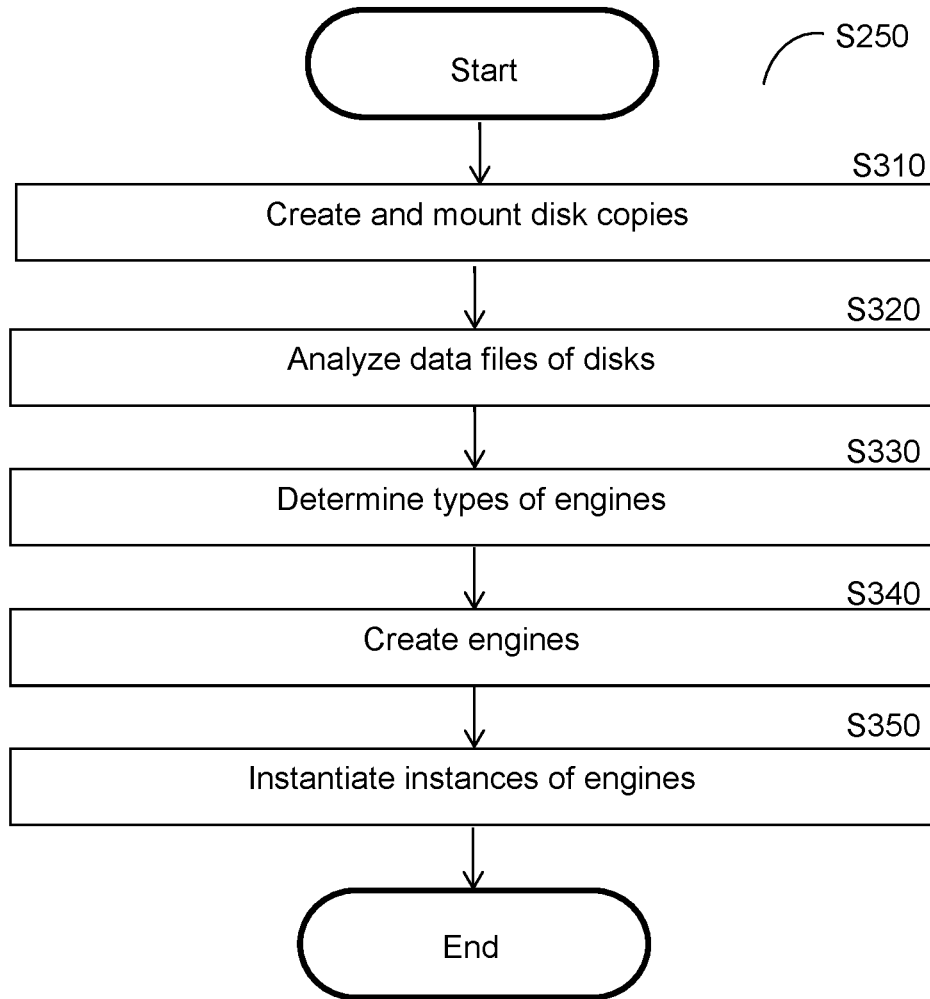 Start
S250
S310
Create and mount disk copies
S320
Analyze data files of disks
S330
Determine types of engines
S340
Create engines
S350
Instantiate instances of engines
End